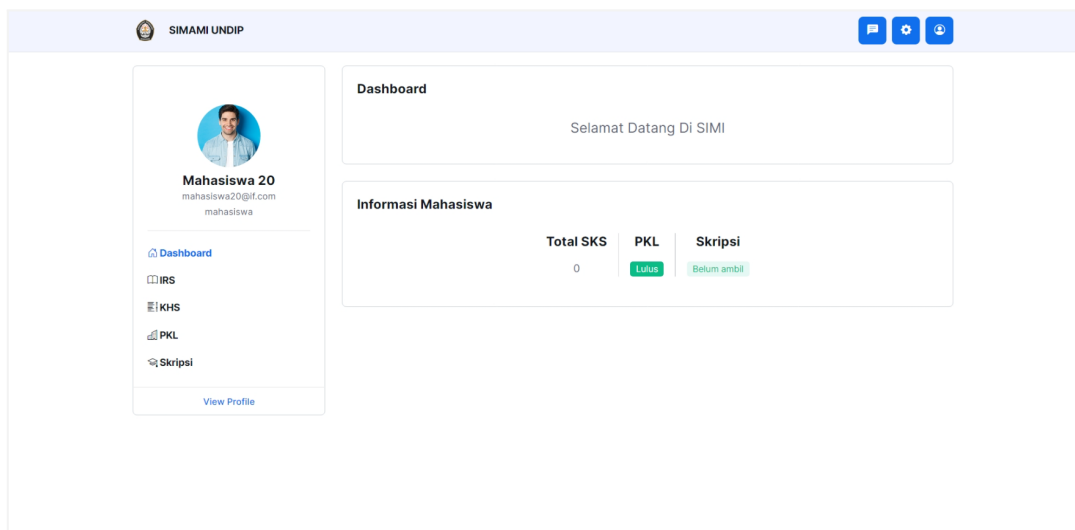 SIMAMI UNDIP
Mahasiswa 20
mahasiswa20@if.com
mahasiswa
Dashboard
IRS
KHS
PKL
Skripsi
View Profile
Dashboard
Selamat Datang Di SIMI
Informasi Mahasiswa
Total SKS PKL Skripsi
0 Lulus Belum ambil